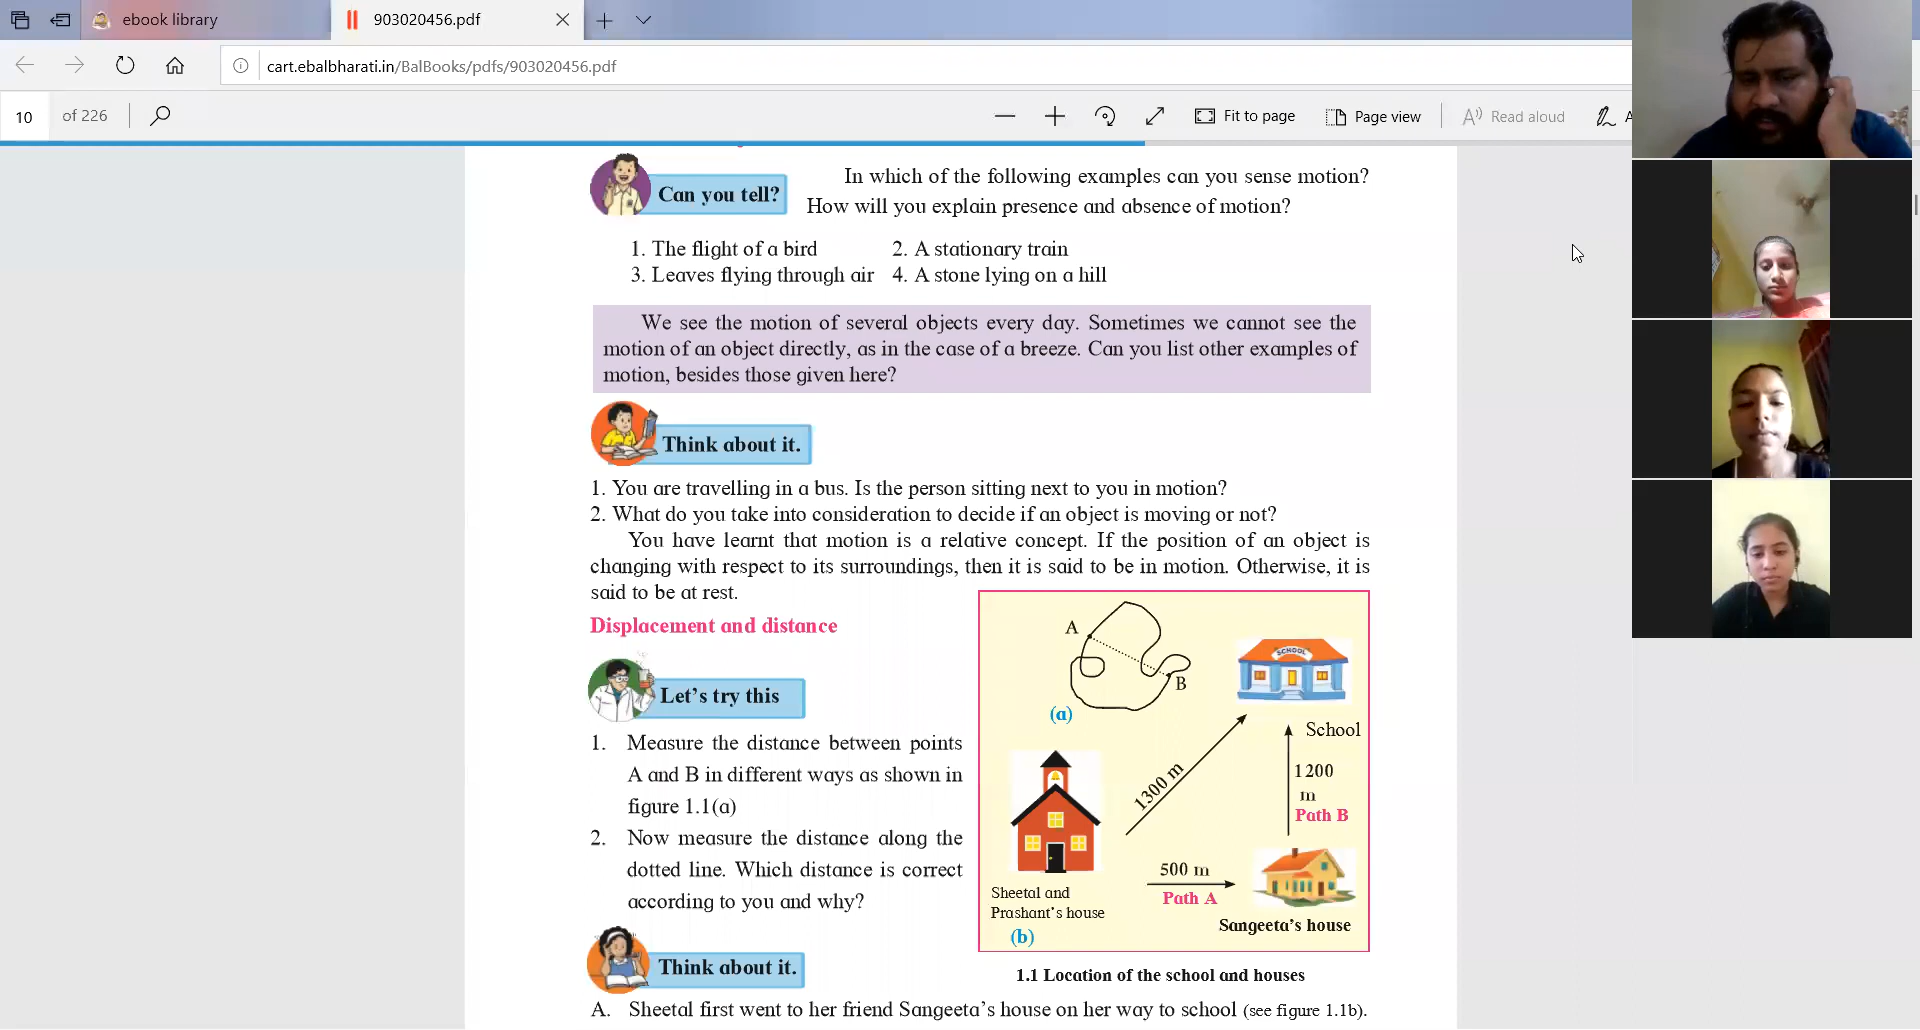 ebook library
903020456.pdf
cart.ebalbharati.in/BalBooks/pdfs/903020456.pdf
10 of 226
Fit to page
Page view
Read aloud
Can you tell?
In which of the following examples can you sense motion?
How will you explain presence and absence of motion?
1. The flight of a bird 2. A stationary train
3. Leaves flying through air 4. A stone lying on a hill
We see the motion of several objects every day. Sometimes we cannot see the
motion of an object directly, as in the case of a breeze. Can you list other examples of
motion, besides those given here?
Think about it.
1. You are travelling in a bus. Is the person sitting next to you in motion?
2. What do you take into consideration to decide if an object is moving or not?
You have learnt that motion is a relative concept. If the position of an object is
changing with respect to its surroundings, then it is said to be in motion. Otherwise, it is
said to be at rest.
Displacement and distance
Let's try this
1. Measure the distance between points
A and B in different ways as shown in
figure 1.1(a)
2. Now measure the distance along the
dotted line. Which distance is correct
according to you and why?
A
B
(a)
SCHOOL
School
1300 m
1200
m
Path B
500 m
Path A
Sheetal and
Prashant's house
Sangeeta's house
(b)
1.1 Location of the school and houses
Think about it.
A. Sheetal first went to her friend Sangeeta's house on her way to school (see figure 1.1b).